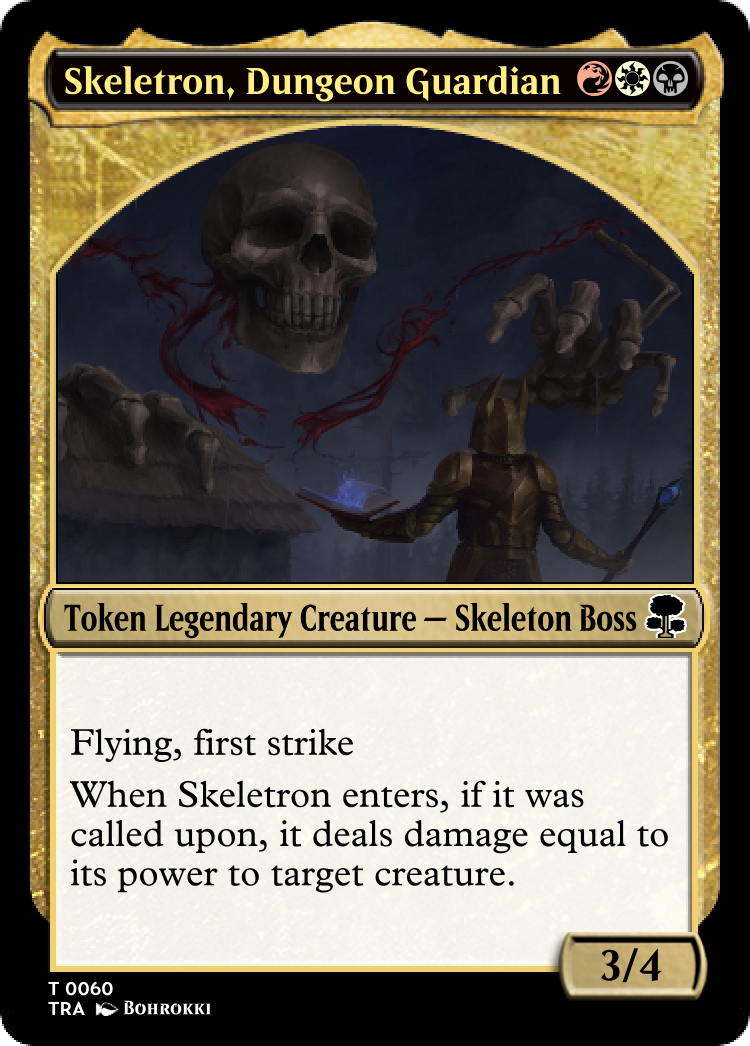 Skeletron, Dungeon Guardian
Token Legendary Creature — Skeleton Boss
Flying, first strike
When Skeletron enters, if it was
called upon, it deals damage equal to
its power to target creature.
3/4
T 0060
TRA BOHROKKI